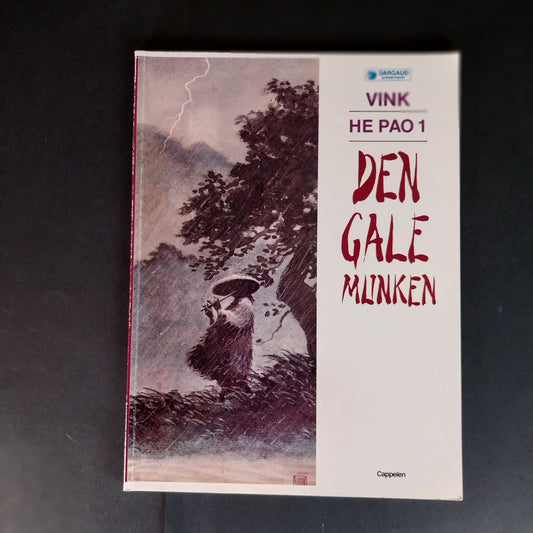 DARGAUD
VINK
HE PAO 1
DEN
GALE
MUNKEN
Cappelen